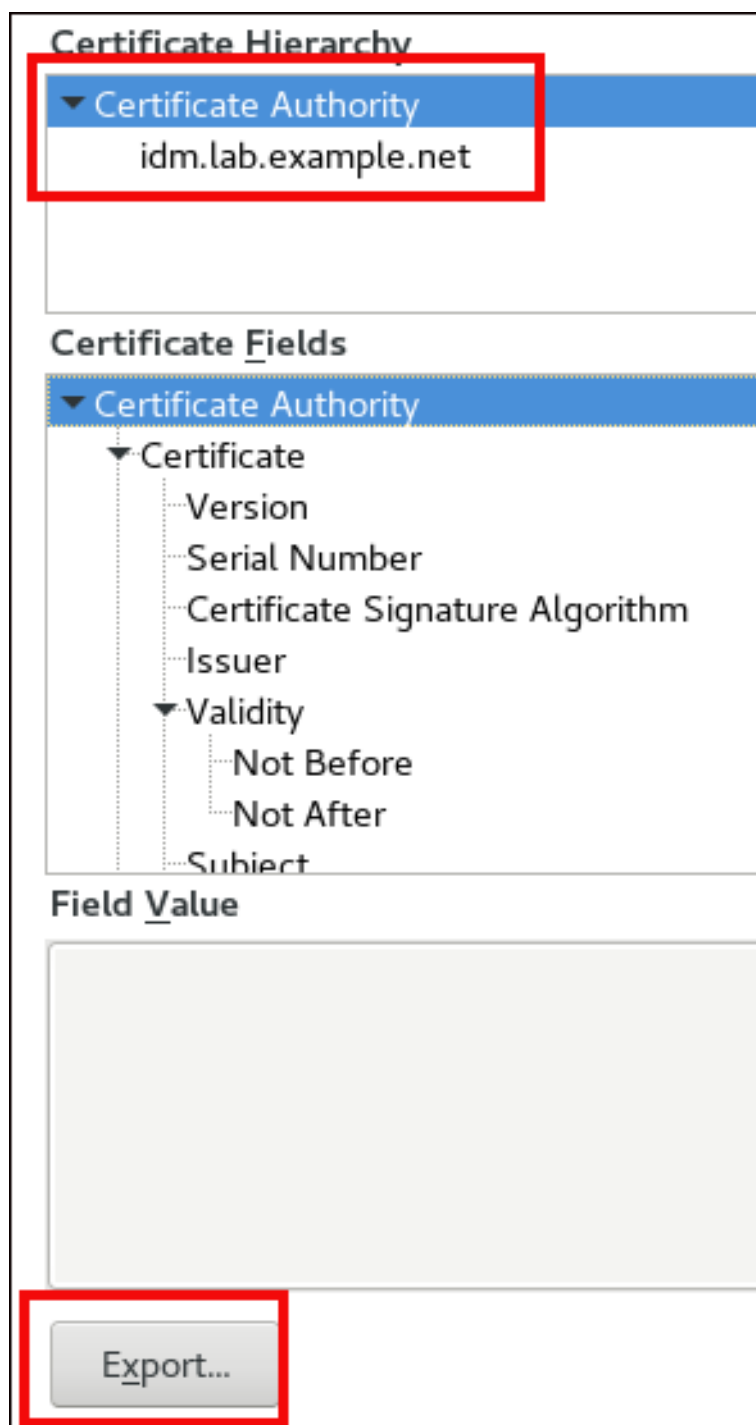 Certificate Hierarchy
Certificate Authority
idm.lab.example.net
Certificate Fields
Certificate Authority
Certificate
Version
Serial Number
Certificate Signature Algorithm
Issuer
Validity
Not Before
Not After
Subject
Field Value
Export...